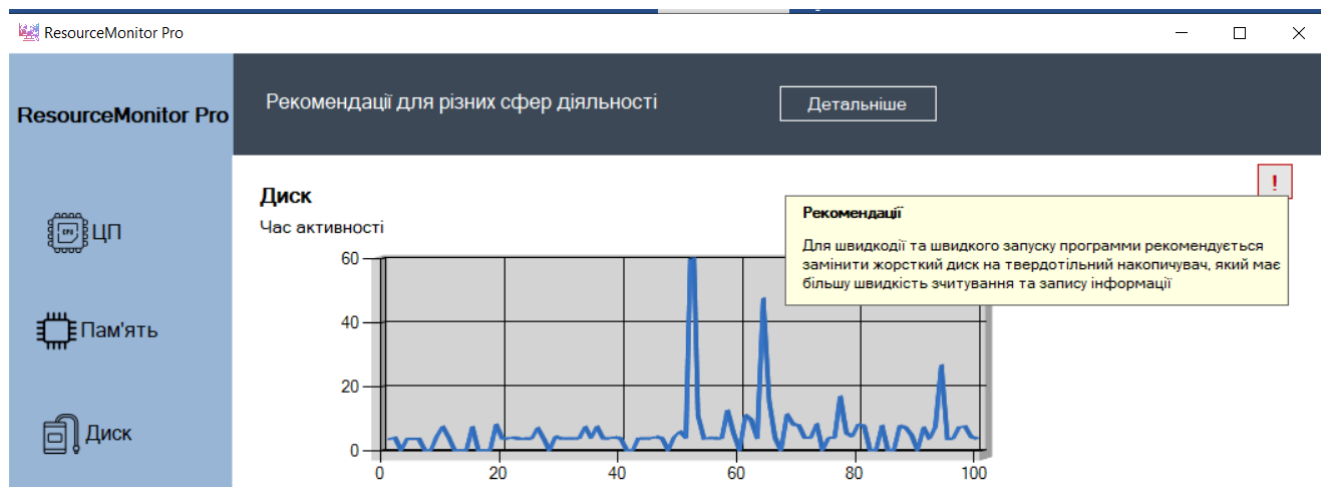 ResourceMonitor Pro
ResourceMonitor Pro
Рекомендації для різних сфер діяльності
Детальніше
Диск
!
Час активності
Рекомендації
Для швидкодії та швидкого запуску программи рекомендується
замінити жорсткий диск на твердотільний накопичувач, який має
більшу швидкість зчитування та запису інформації
CPU
ЦП
Пам'ять
Диск
60
40
20
0
0 20 40 60 80 100